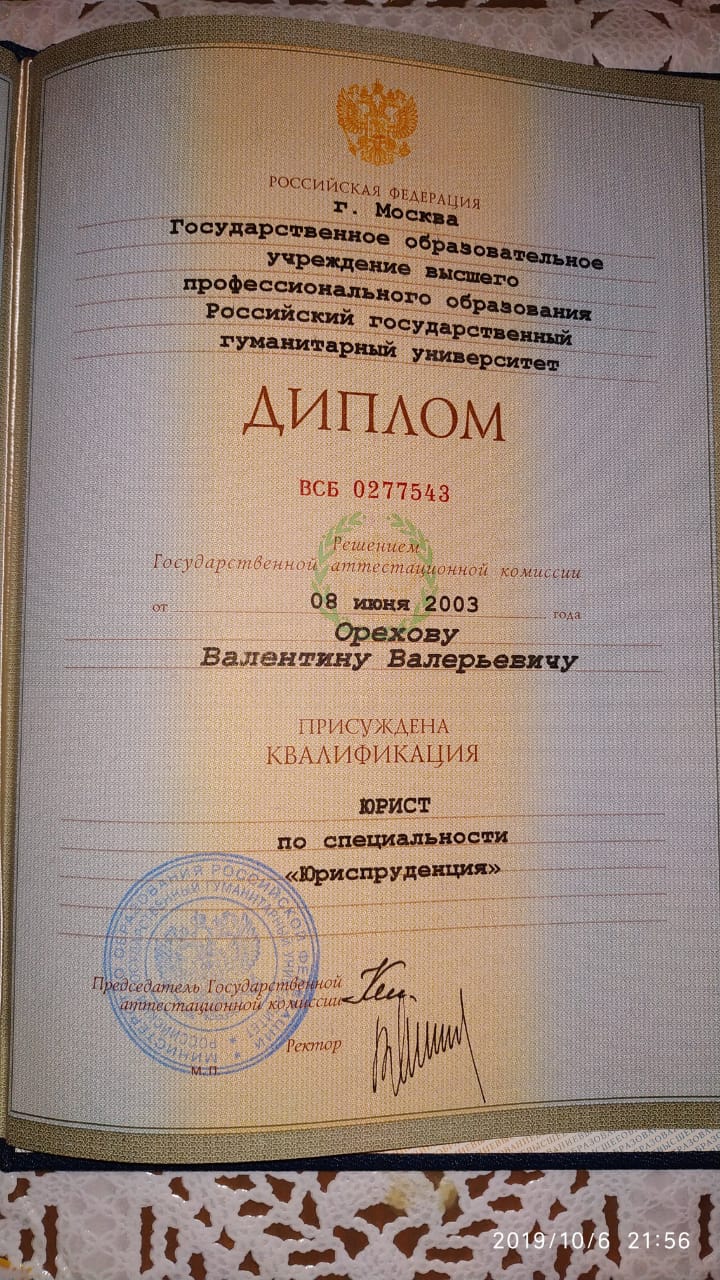 РОССИЙСКАЯ ФЕДЕРАЦИЯ
г. Москва
Государственное образовательное
учреждение высшего
профессионального образования
Российский государственный
гуманитарный университет
ДИПЛОМ
ВСБ 0277543
Решением
Государственной аттестационной комиссии
от 08 июня 2003 года
Орехову
Валентину Валерьевичу
ПРИСУЖДЕНА
КВАЛИФИКАЦИЯ
ЮРИСТ
по специальности
«Юриспруденция»
Председатель Государственной
аттестационной комиссии
Ректор
М.П.
2019/10/6 21:56